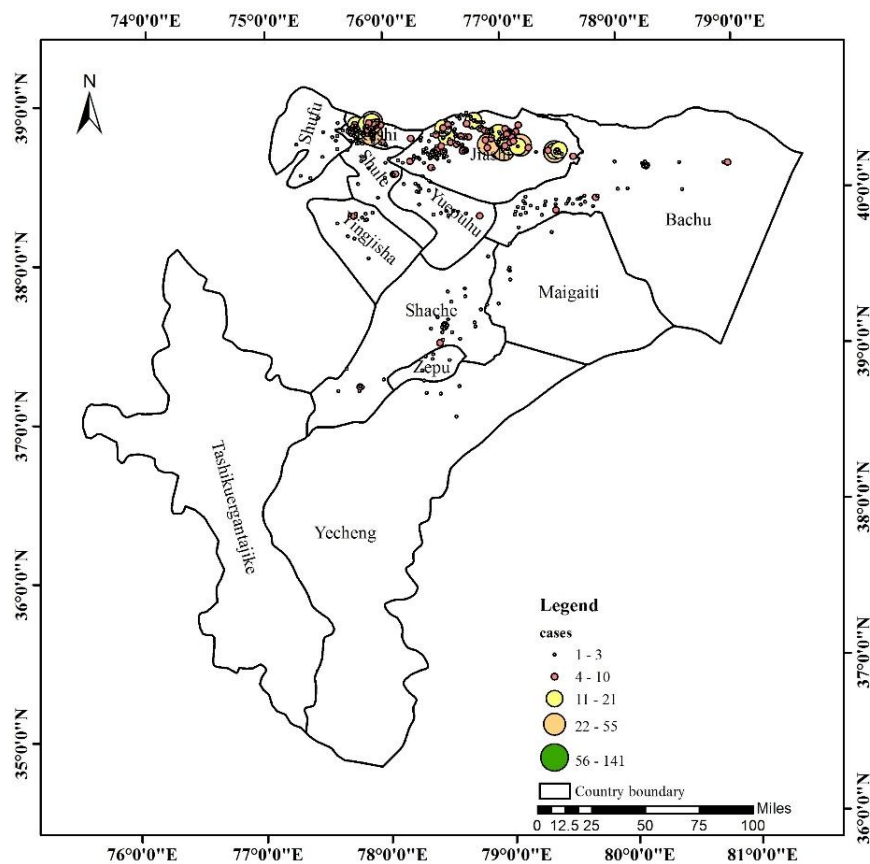 74°0'0"E 75°0'0"E 76°0'0"E 77°0'0"E 78°0'0"E 79°0'0"E
N
39°0'0"N
38°0'0"N
37°0'0"N
36°0'0"N
35°0'0"N
40°0'0"N
39°0'0"N
38°0'0"N
37°0'0"N
36°0'0"N
Shufu
Shule
Yuepuhu
Yingjisha
Bachu
Maigaiti
Shache
Zepu
Tashikuergantajike
Yecheng
Legend
cases
1 - 3
4 - 10
11 - 21
22 - 55
56 - 141
Country boundary
Miles
0 12.5 25 50 75 100
76°0'0"E 77°0'0"E 78°0'0"E 79°0'0"E 80°0'0"E 81°0'0"E